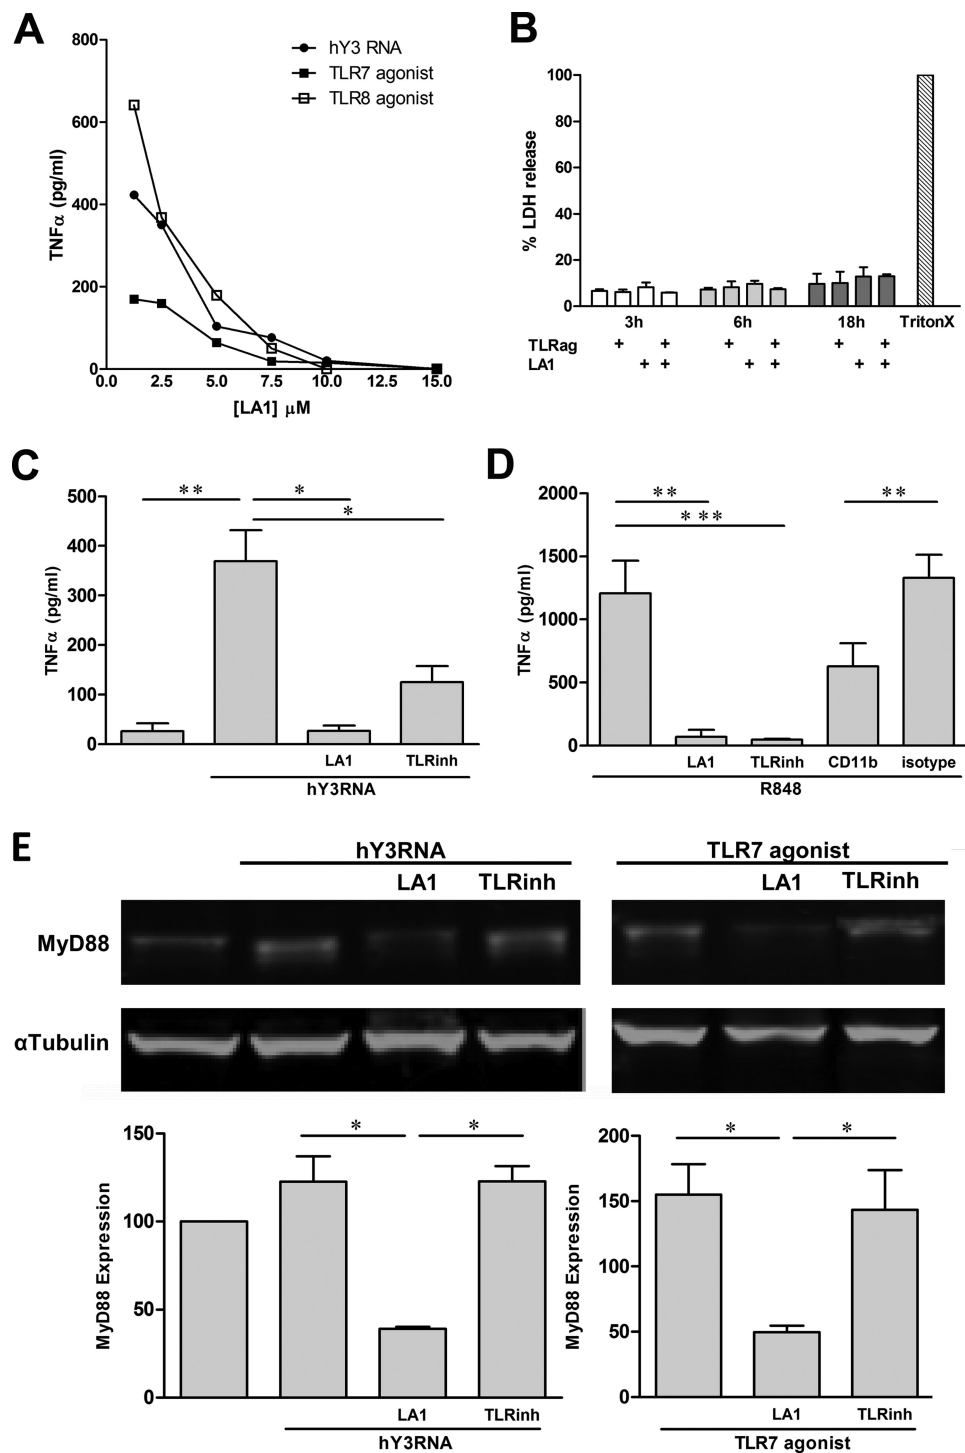 A
800
600
400
200
0
TNFα (pg/ml)
hY3 RNA
TLR7 agonist
TLR8 agonist
0.0 2.5 5.0 7.5 10.0 12.5 15.0
[LA1] μM
B
100
80
60
40
20
0
% LDH release
3h 6h 18h TritonX
TLRag + + + + + +
LA1 + + + + + +
C
500
400
300
200
100
0
TNFα (pg/ml)
** *
*
LA1 TLRinh
hY3RNA
D
2000
1500
1000
500
0
TNFα (pg/ml)
** **
***
LA1 TLRinh CD11b isotype
R848
E
hY3RNA TLR7 agonist
LA1 TLRinh LA1 TLRinh
MyD88
αTubulin
150
100
50
0
MyD88 Expression
* *
LA1 TLRinh
hY3RNA
200
150
100
50
0
MyD88 Expression
* *
LA1 TLRinh
TLR7 agonist